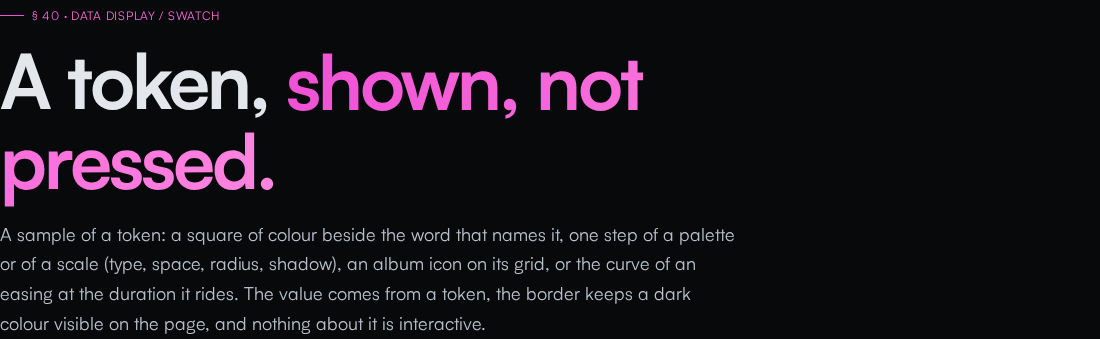 § 40 · DATA DISPLAY / SWATCH
A token, shown, not
pressed.
A sample of a token: a square of colour beside the word that names it, one step of a palette
or of a scale (type, space, radius, shadow), an album icon on its grid, or the curve of an
easing at the duration it rides. The value comes from a token, the border keeps a dark
colour visible on the page, and nothing about it is interactive.